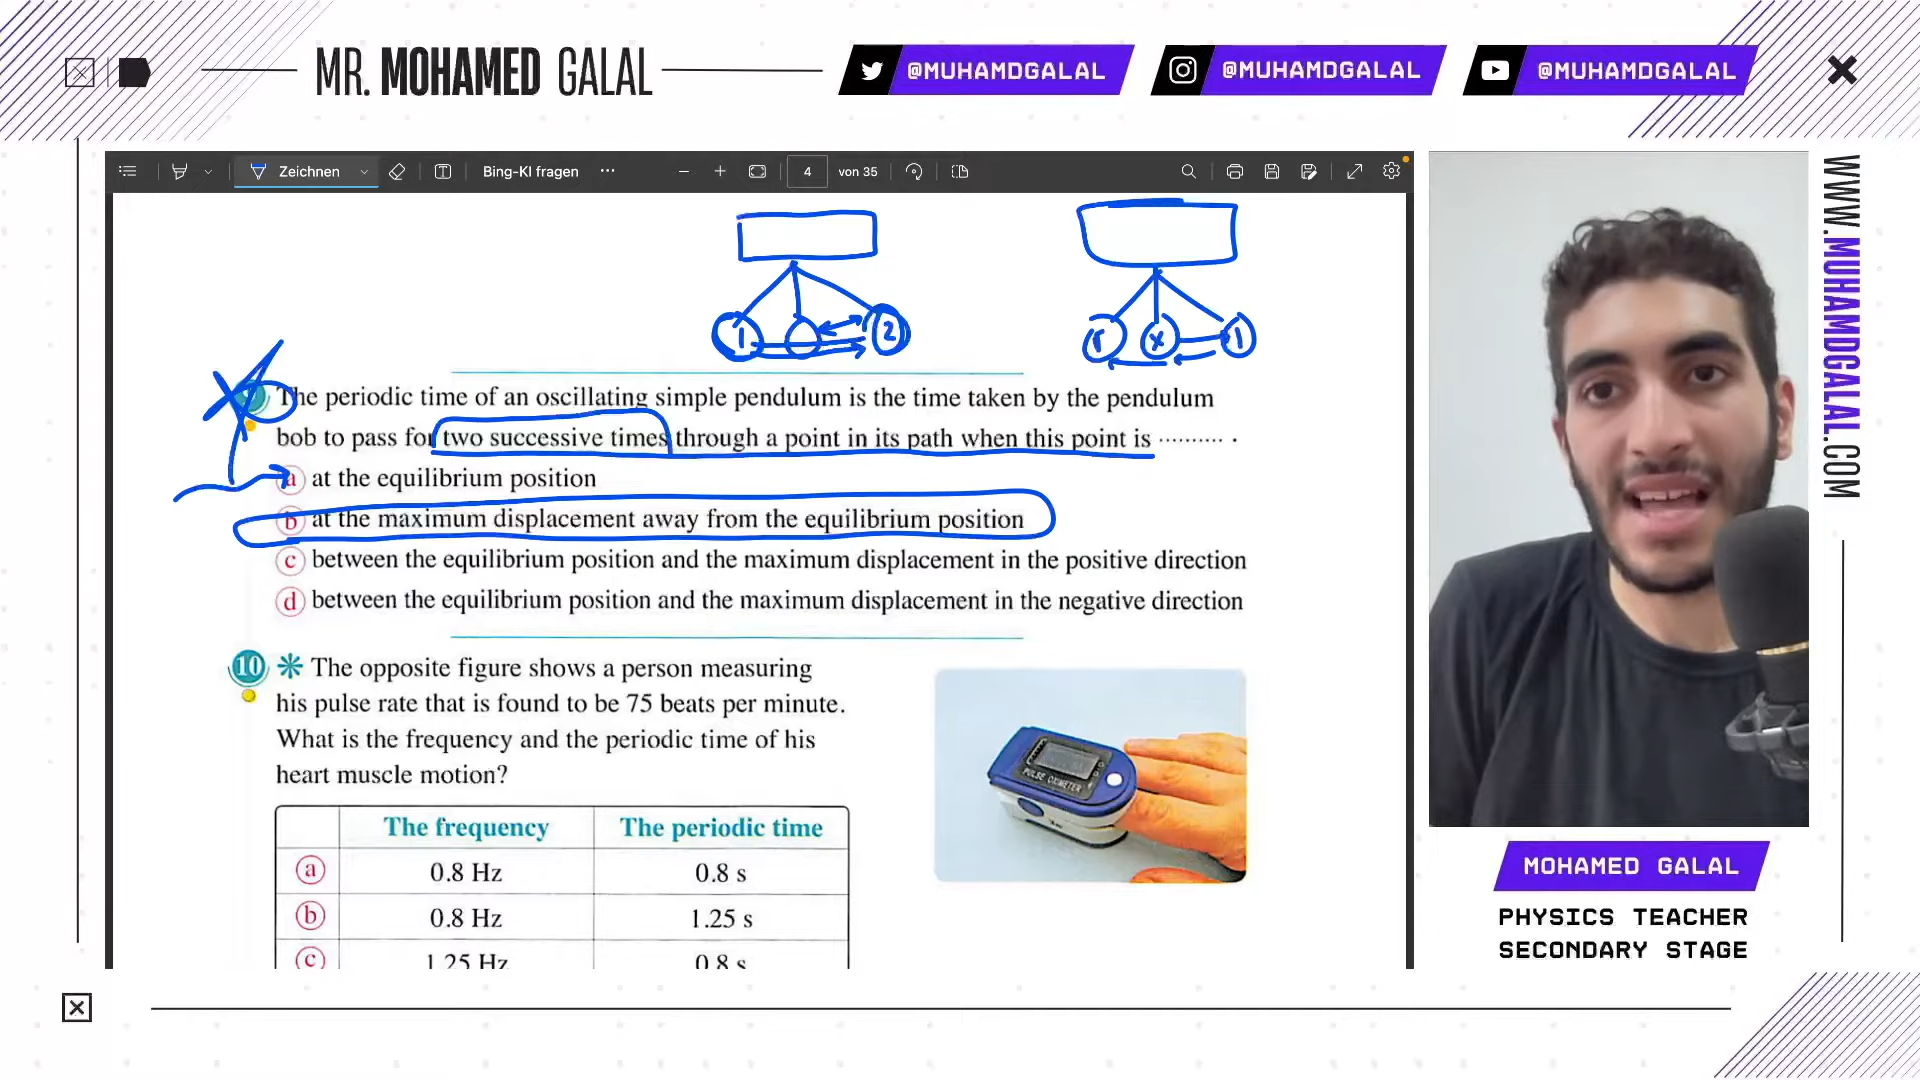 MR. MOHAMED GALAL
@MUHAMDGALAL
@MUHAMDGALAL
@MUHAMDGALAL
Zeichnen
Bing-KI fragen
4
von 35
1
2
x
1
The periodic time of an oscillating simple pendulum is the time taken by the pendulum
bob to pass for two successive times through a point in its path when this point is .......... .
a at the equilibrium position
b at the maximum displacement away from the equilibrium position
c between the equilibrium position and the maximum displacement in the positive direction
d between the equilibrium position and the maximum displacement in the negative direction
10 * The opposite figure shows a person measuring
his pulse rate that is found to be 75 beats per minute.
What is the frequency and the periodic time of his
heart muscle motion?
The frequency The periodic time
a 0.8 Hz 0.8 s
b 0.8 Hz 1.25 s
c 1.25 Hz 0.8 s
PULSE OXIMETER
WWW.MUHAMDGALAL.COM
MOHAMED GALAL
PHYSICS TEACHER
SECONDARY STAGE